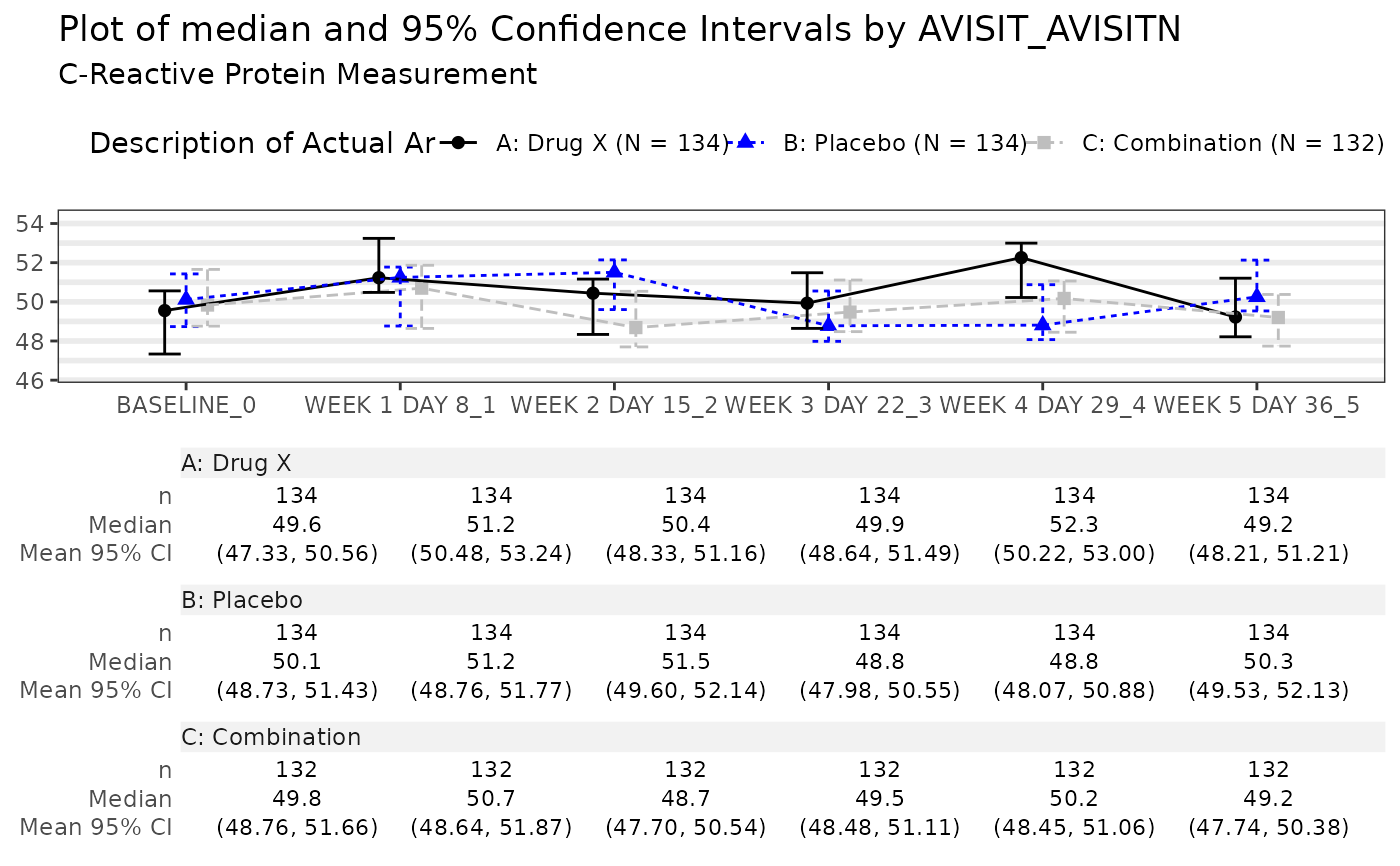 Plot of median and 95% Confidence Intervals by AVISIT_AVISITN
C-Reactive Protein Measurement
Description of Actual Ar A: Drug X (N = 134) B: Placebo (N = 134) C: Combination (N = 132)
54
52
50
48
46
BASELINE_0 WEEK 1 DAY 8_1 WEEK 2 DAY 15_2 WEEK 3 DAY 22_3 WEEK 4 DAY 29_4 WEEK 5 DAY 36_5
A: Drug X
n 134 134 134 134 134 134
Median 49.6 51.2 50.4 49.9 52.3 49.2
Mean 95% CI (47.33, 50.56) (50.48, 53.24) (48.33, 51.16) (48.64, 51.49) (50.22, 53.00) (48.21, 51.21)
B: Placebo
n 134 134 134 134 134 134
Median 50.1 51.2 51.5 48.8 48.8 50.3
Mean 95% CI (48.73, 51.43) (48.76, 51.77) (49.60, 52.14) (47.98, 50.55) (48.07, 50.88) (49.53, 52.13)
C: Combination
n 132 132 132 132 132 132
Median 49.8 50.7 48.7 49.5 50.2 49.2
Mean 95% CI (48.76, 51.66) (48.64, 51.87) (47.70, 50.54) (48.48, 51.11) (48.45, 51.06) (47.74, 50.38)